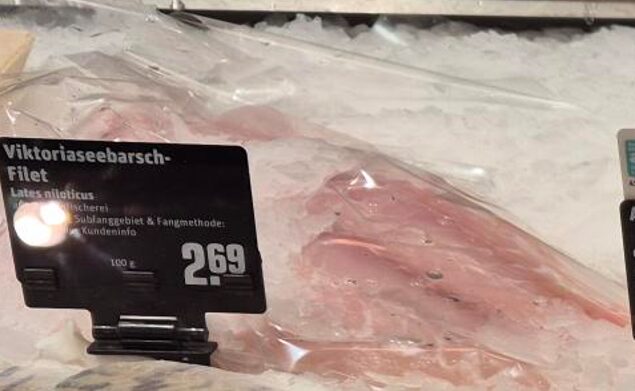 Viktoriaseebarsch-
Filet
Lates niloticus
Subfanggebiet & Fangmethode:
Kundeninfo
100 g
2.69